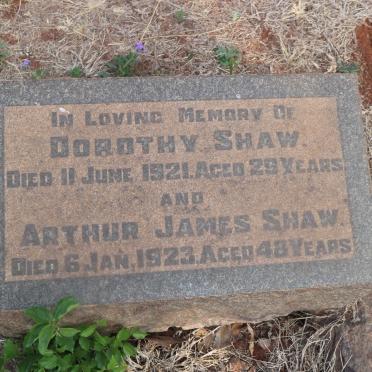 In Loving Memory Of
Dorothy Shaw.
Died 11 June 1921. Aged 29 Years
and
Arthur James Shaw
Died 6 Jan. 1923. Aged 48 Years